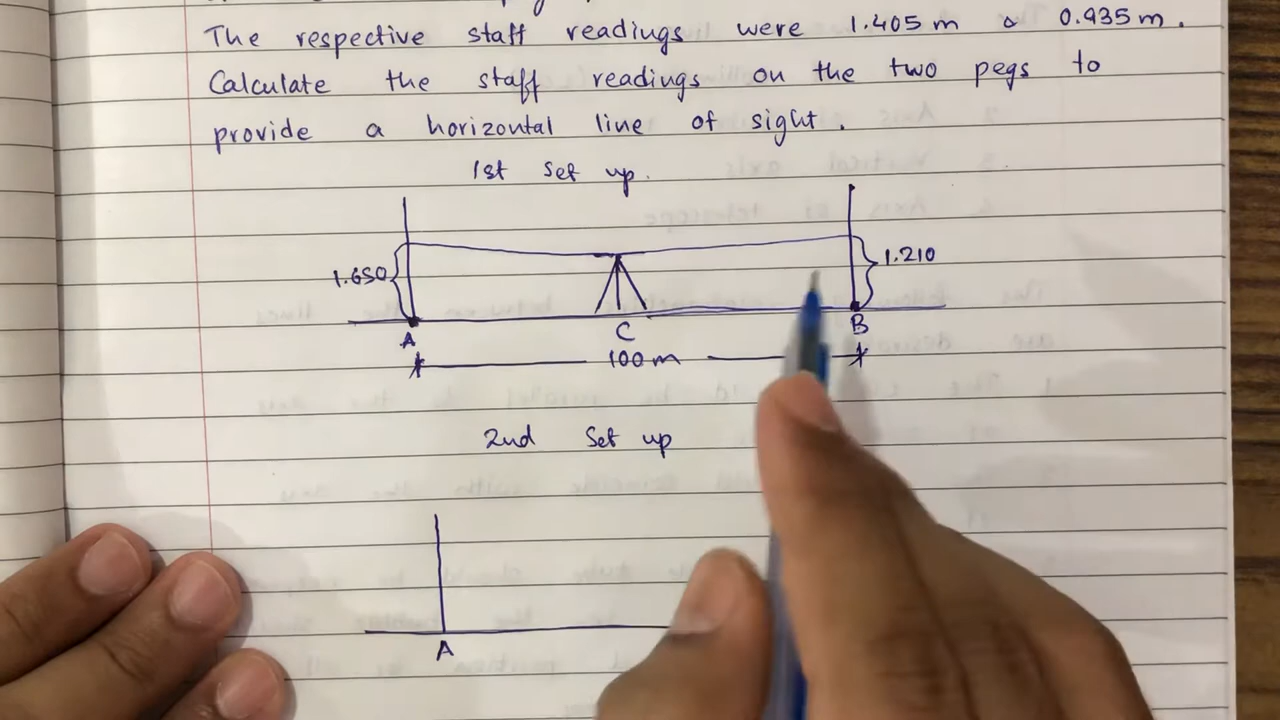 The respective staff readings were 1.405 m & 0.935 m.
Calculate the staff readings on the two pegs to
provide a horizontal line of sight.
1st Set up.
1.650
1.210
A
C
B
100 m
2nd Set up
A